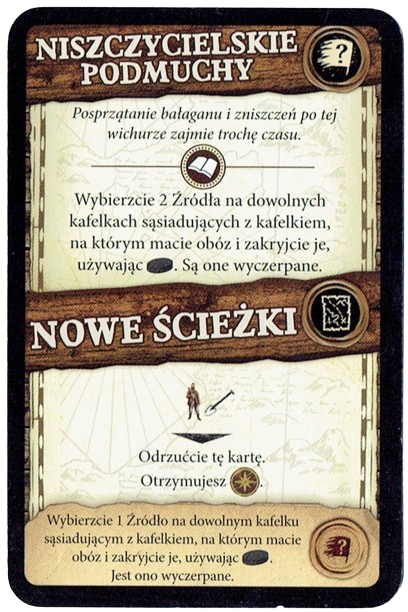 NISZCZYCIELSKIE
PODMUCHY
?
Posprzątanie bałaganu i zniszczeń po tej
wichurze zajmie trochę czasu.
Wybierzcie 2 Źródła na dowolnych
kafelkach sąsiadujących z kafelkiem,
na którym macie obóz i zakryjcie je,
używając . Są one wyczerpane.
NOWE ŚCIEŻKI
Odrzućcie tę kartę.
Otrzymujesz .
Wybierzcie 1 Źródło na dowolnym kafelku
sąsiadującym z kafelkiem, na którym macie
obóz i zakryjcie je, używając .
Jest ono wyczerpane.
?